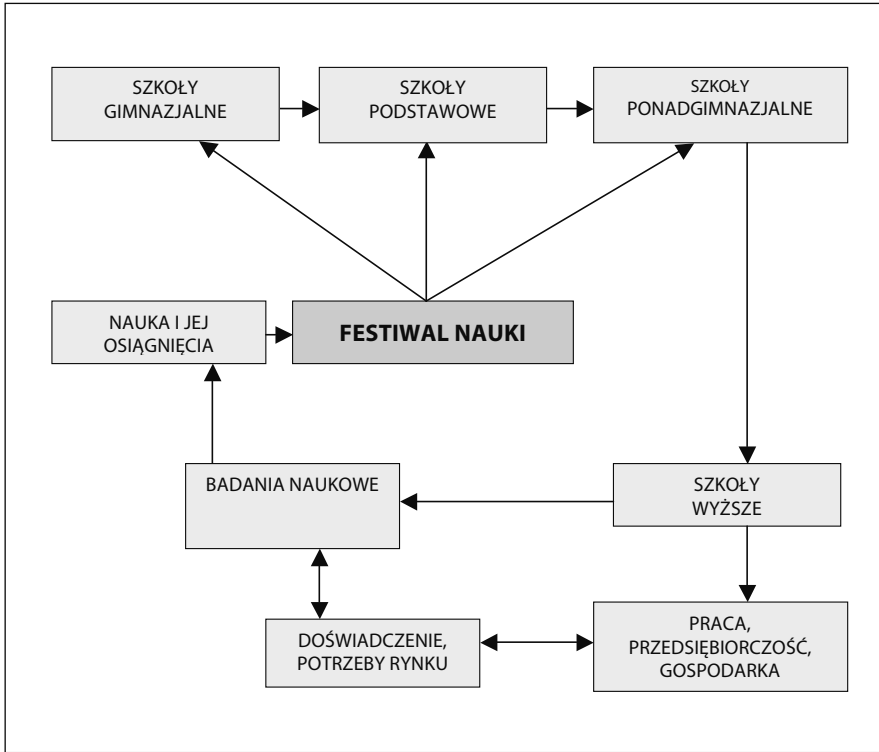 SZKOŁY
GIMNAZJALNE
SZKOŁY
PODSTAWOWE
SZKOŁY
PONADGIMNAZJALNE
NAUKA I JEJ
OSIĄGNIĘCIA
FESTIWAL NAUKI
BADANIA NAUKOWE
SZKOŁY
WYŻSZE
DOŚWIADCZENIE,
POTRZEBY RYNKU
PRACA,
PRZEDSIĘBIORCZOŚĆ,
GOSPODARKA